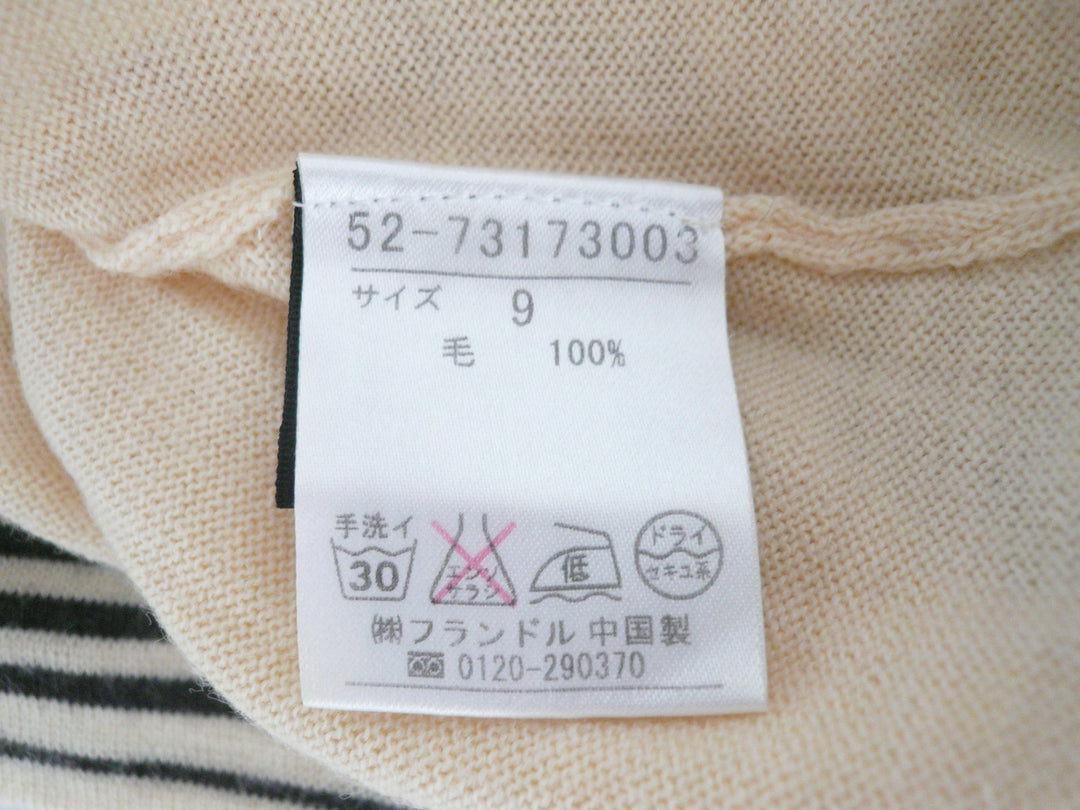 52-73173003
サイズ 9
毛 100%
手洗イ
30
エンソ
サラシ
低
ドライ
セキユ系
㈱フランドル 中国製
0120-290370